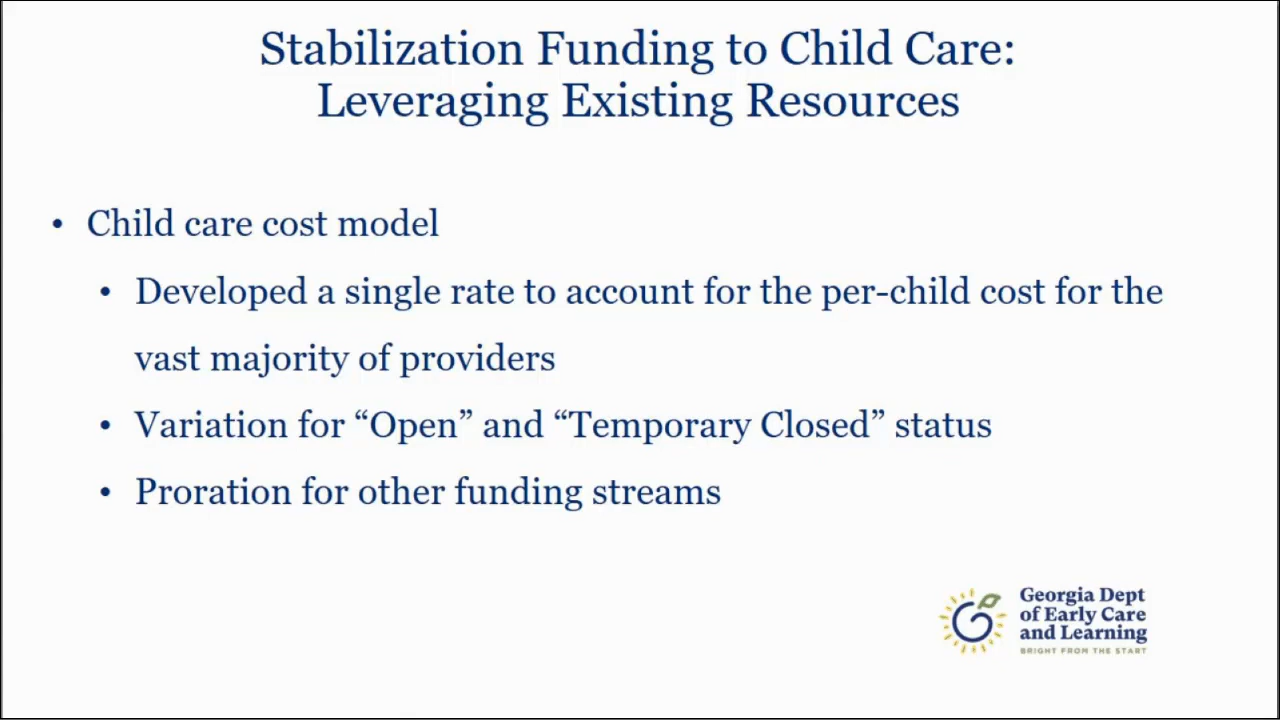 Stabilization Funding to Child Care:
Leveraging Existing Resources
• Child care cost model
• Developed a single rate to account for the per-child cost for the
vast majority of providers
• Variation for “Open” and “Temporary Closed” status
• Proration for other funding streams
Georgia Dept
of Early Care
and Learning
BRIGHT FROM THE START